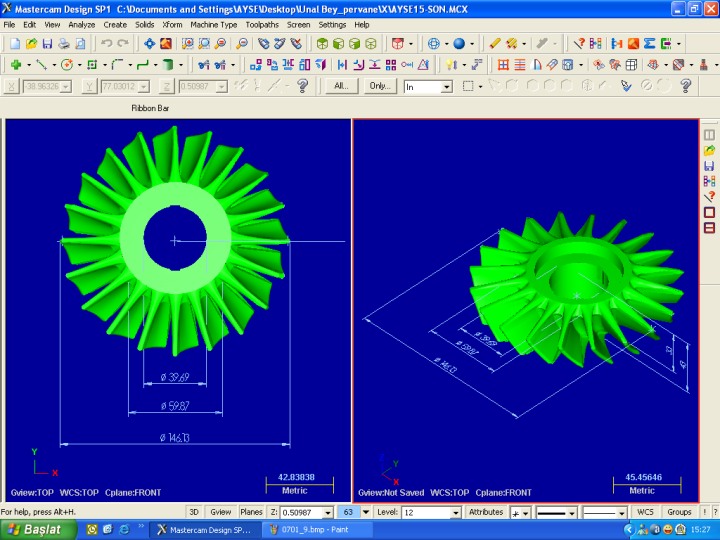 Mastercam Design SP1 C:\Documents and Settings\AYSE\Desktop\Unal Bey_pervane\X\AYSE15-SON.MCX
File Edit View Analyze Create Solids Xform Machine Type Toolpaths Screen Settings Help
X -38.96326 Y 77.03012 Z 0.50987 All... Only... In
Ribbon Bar
Ø 39.69
Ø 59.87
Ø 146.13
Y
X
42.83838
Metric
Gview:TOP WCS:TOP Cplane:FRONT
Ø 39.69
Ø 59.87
Ø 146.13
33
43
Z
Y
X
45.45646
Metric
Gview:Not Saved WCS:TOP Cplane:FRONT
For help, press Alt+H. 3D Gview Planes Z: 0.50987 63 Level: 12 Attributes WCS Groups ! ?
Başlat Mastercam Design SP... 0701_9.bmp - Paint 15:27